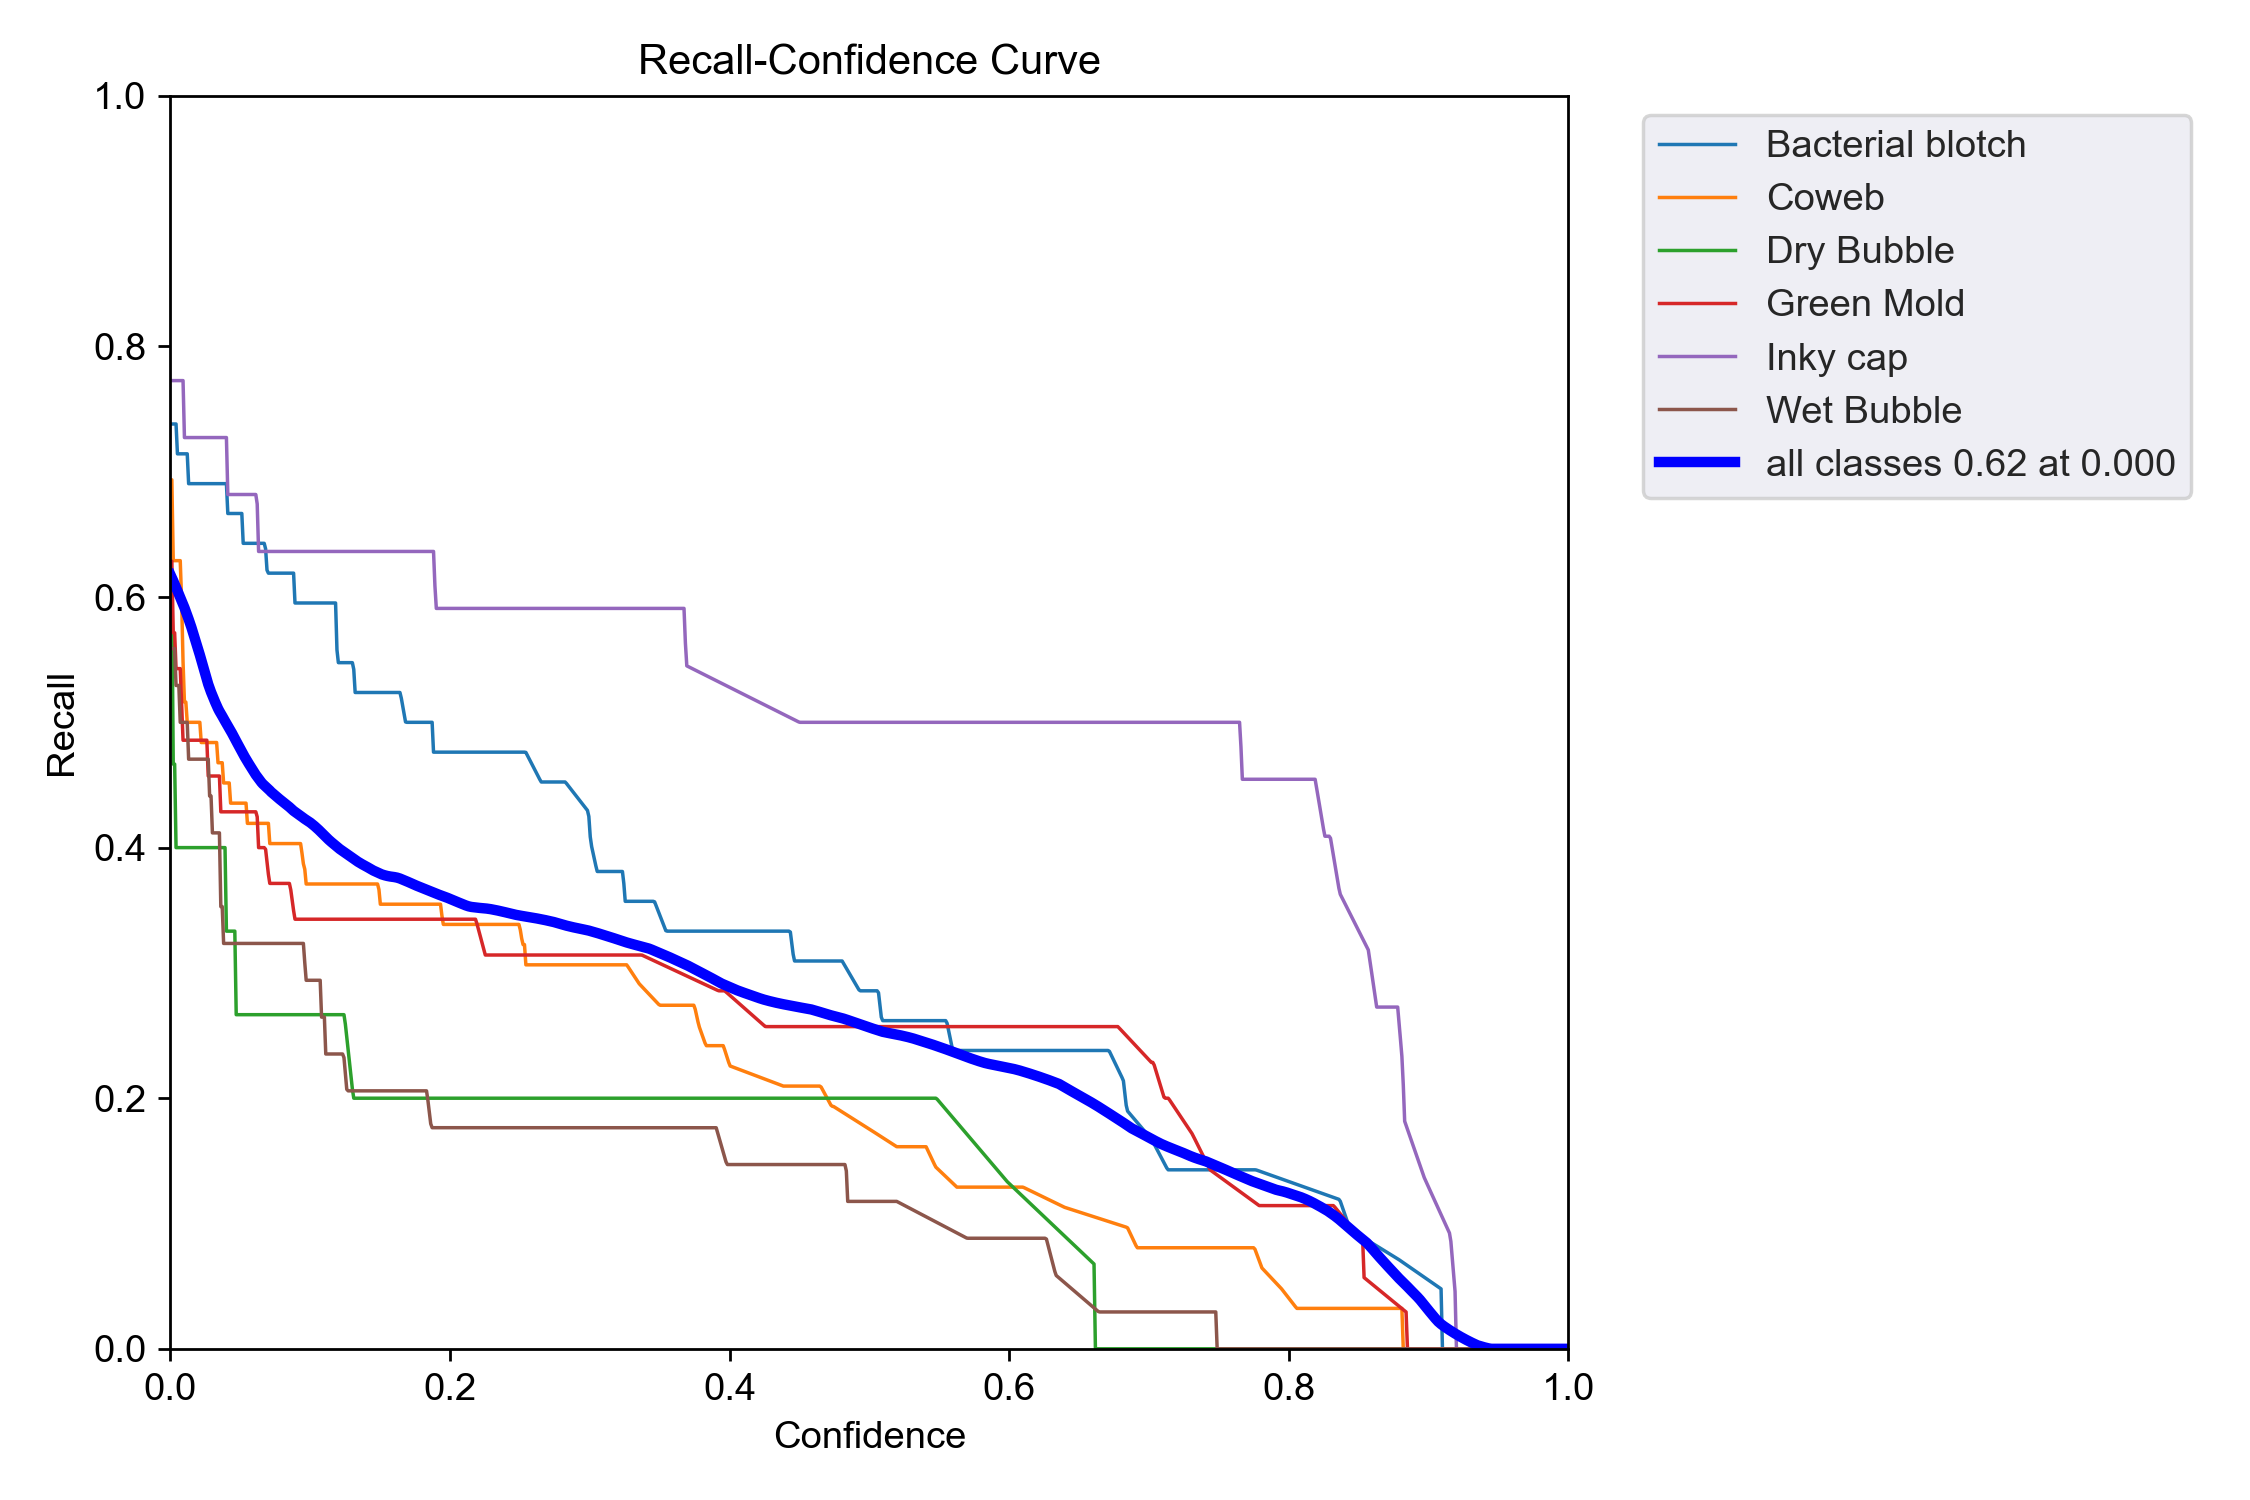 Recall-Confidence Curve
1.0
0.8
0.6
0.4
0.2
0.0
Recall
0.0 0.2 0.4 0.6 0.8 1.0
Confidence
Bacterial blotch
Coweb
Dry Bubble
Green Mold
Inky cap
Wet Bubble
all classes 0.62 at 0.000